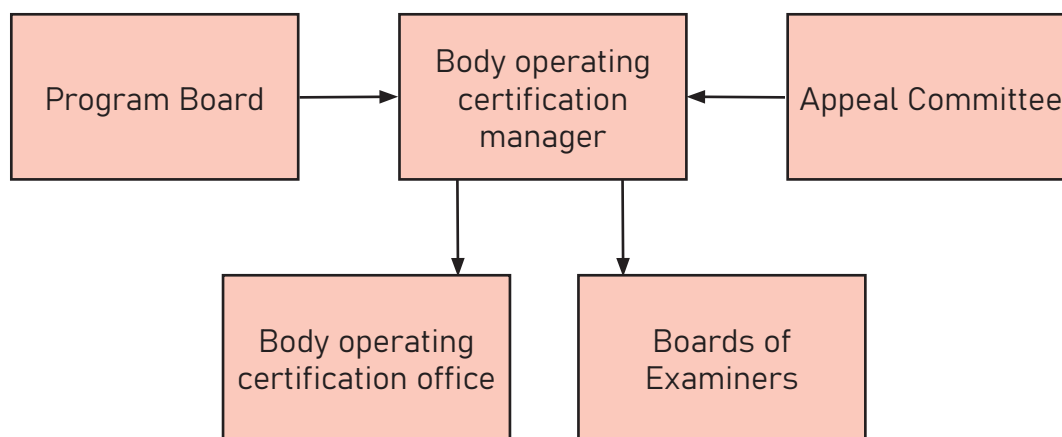 Program Board
Body operating
certification
manager
Appeal Committee
Body operating
certification office
Boards of
Examiners